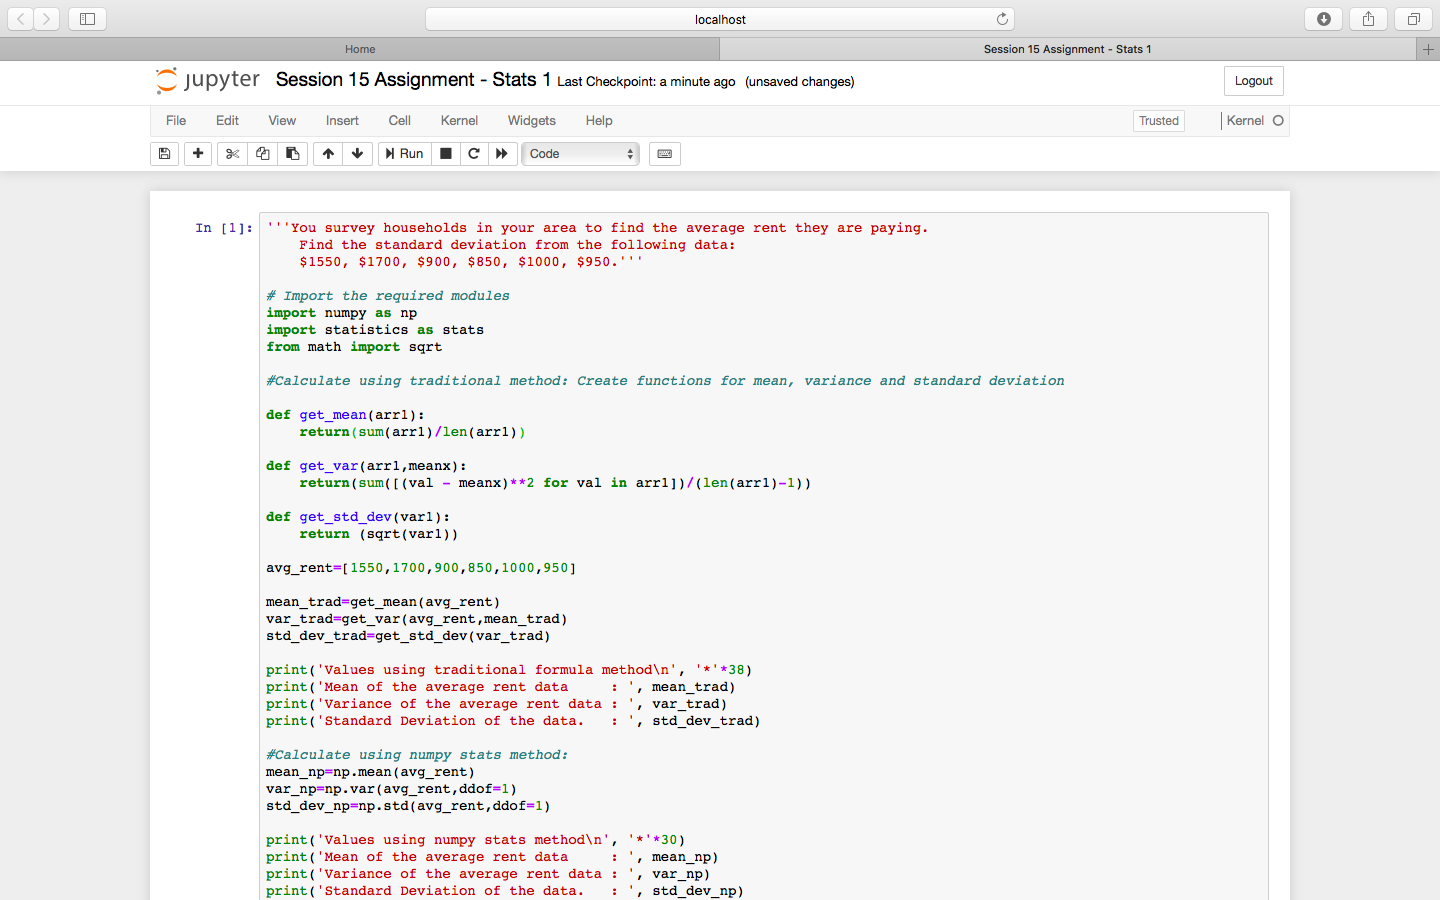 localhost
Home
Session 15 Assignment - Stats 1
jupyter Session 15 Assignment - Stats 1 Last Checkpoint: a minute ago (unsaved changes)
Logout
File Edit View Insert Cell Kernel Widgets Help
Trusted
Kernel
Run
Code
In [1]: '''You survey households in your area to find the average rent they are paying.
    Find the standard deviation from the following data:
    $1550, $1700, $900, $850, $1000, $950.'''
# Import the required modules
import numpy as np
import statistics as stats
from math import sqrt
#Calculate using traditional method: Create functions for mean, variance and standard deviation
def get_mean(arr1):
    return(sum(arr1)/len(arr1))
def get_var(arr1,meanx):
    return(sum([(val - meanx)**2 for val in arr1])/(len(arr1)-1))
def get_std_dev(var1):
    return (sqrt(var1))
avg_rent=[1550,1700,900,850,1000,950]
mean_trad=get_mean(avg_rent)
var_trad=get_var(avg_rent,mean_trad)
std_dev_trad=get_std_dev(var_trad)
print('Values using traditional formula method\n', '*'*38)
print('Mean of the average rent data     : ', mean_trad)
print('Variance of the average rent data : ', var_trad)
print('Standard Deviation of the data.   : ', std_dev_trad)
#Calculate using numpy stats method:
mean_np=np.mean(avg_rent)
var_np=np.var(avg_rent,ddof=1)
std_dev_np=np.std(avg_rent,ddof=1)
print('Values using numpy stats method\n', '*'*30)
print('Mean of the average rent data     : ', mean_np)
print('Variance of the average rent data : ', var_np)
print('Standard Deviation of the data.   : ', std_dev_np)